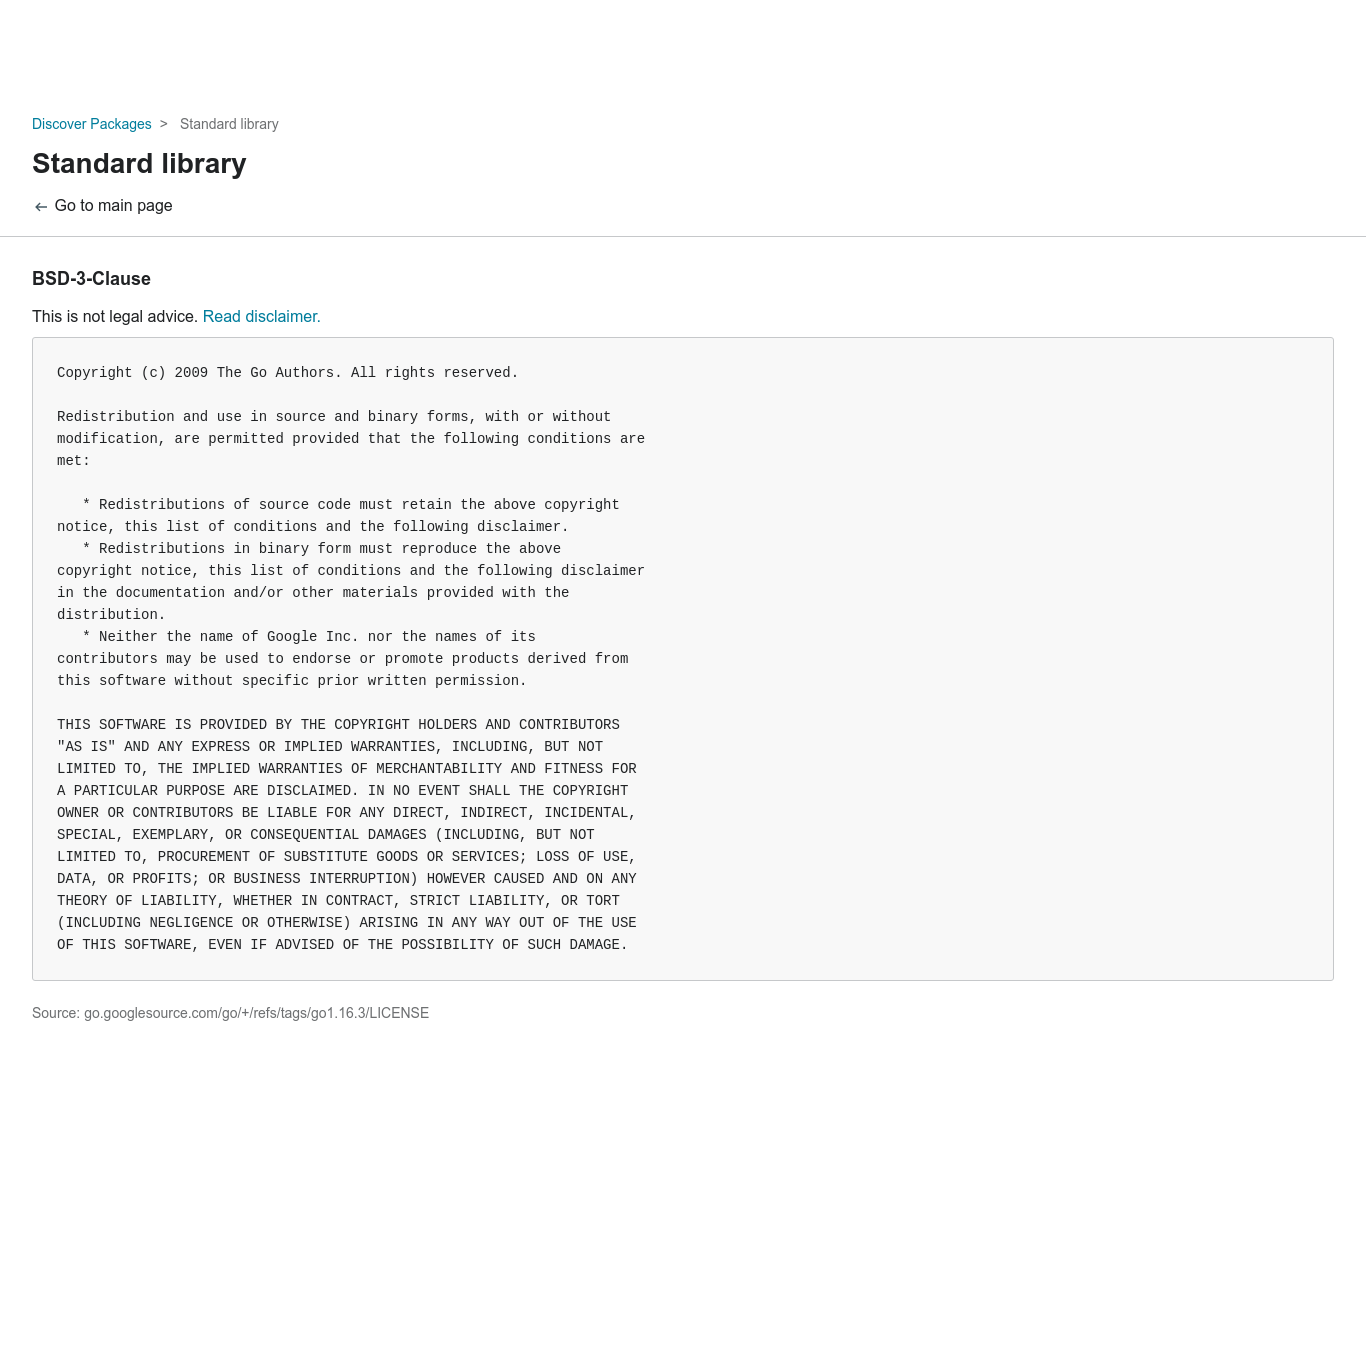 Discover Packages > Standard library
Standard library
← Go to main page
BSD-3-Clause
This is not legal advice. Read disclaimer.
Copyright (c) 2009 The Go Authors. All rights reserved.
Redistribution and use in source and binary forms, with or without
modification, are permitted provided that the following conditions are
met:
* Redistributions of source code must retain the above copyright
notice, this list of conditions and the following disclaimer.
* Redistributions in binary form must reproduce the above
copyright notice, this list of conditions and the following disclaimer
in the documentation and/or other materials provided with the
distribution.
* Neither the name of Google Inc. nor the names of its
contributors may be used to endorse or promote products derived from
this software without specific prior written permission.
THIS SOFTWARE IS PROVIDED BY THE COPYRIGHT HOLDERS AND CONTRIBUTORS
"AS IS" AND ANY EXPRESS OR IMPLIED WARRANTIES, INCLUDING, BUT NOT
LIMITED TO, THE IMPLIED WARRANTIES OF MERCHANTABILITY AND FITNESS FOR
A PARTICULAR PURPOSE ARE DISCLAIMED. IN NO EVENT SHALL THE COPYRIGHT
OWNER OR CONTRIBUTORS BE LIABLE FOR ANY DIRECT, INDIRECT, INCIDENTAL,
SPECIAL, EXEMPLARY, OR CONSEQUENTIAL DAMAGES (INCLUDING, BUT NOT
LIMITED TO, PROCUREMENT OF SUBSTITUTE GOODS OR SERVICES; LOSS OF USE,
DATA, OR PROFITS; OR BUSINESS INTERRUPTION) HOWEVER CAUSED AND ON ANY
THEORY OF LIABILITY, WHETHER IN CONTRACT, STRICT LIABILITY, OR TORT
(INCLUDING NEGLIGENCE OR OTHERWISE) ARISING IN ANY WAY OUT OF THE USE
OF THIS SOFTWARE, EVEN IF ADVISED OF THE POSSIBILITY OF SUCH DAMAGE.
Source: go.googlesource.com/go/+/refs/tags/go1.16.3/LICENSE